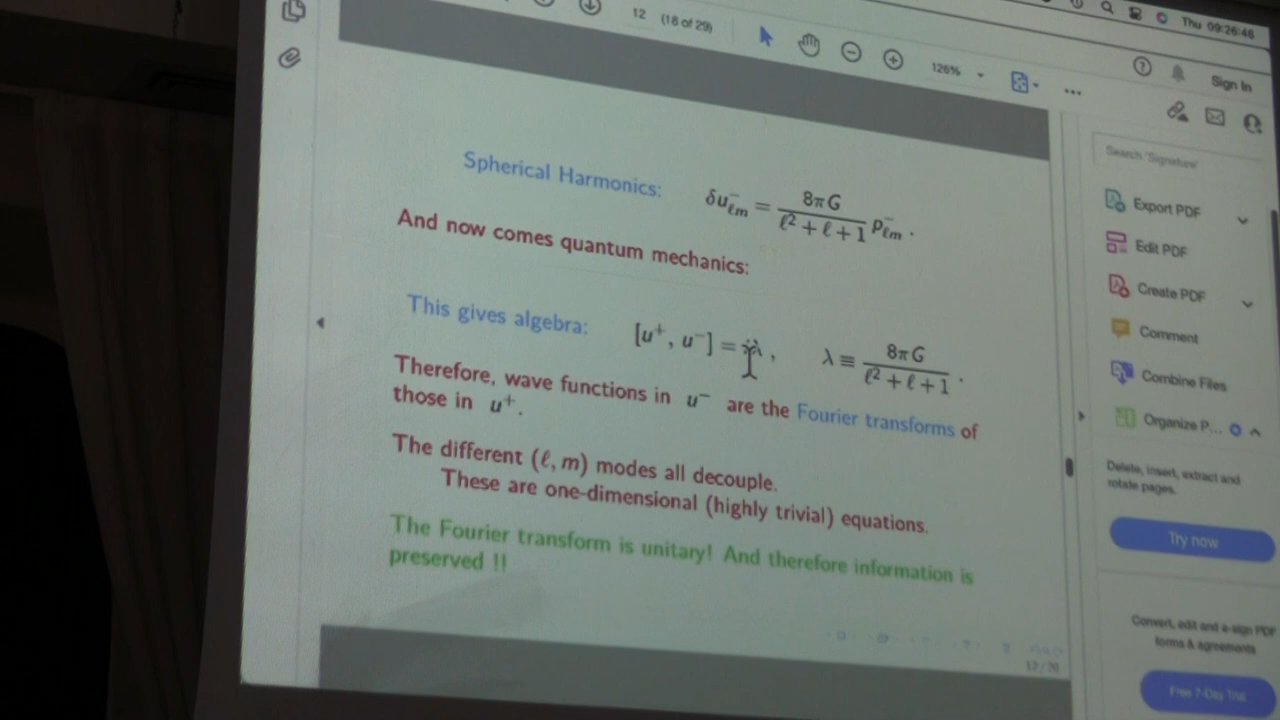 12 (18 of 29)
126%
Thu 09:26:46
Sign In
Spherical Harmonics: δu⁻ₗₘ = 8πG / (ℓ² + ℓ + 1) p⁻ₗₘ .
And now comes quantum mechanics:
This gives algebra: [u⁺, u⁻] = iλ , λ ≡ 8πG / (ℓ² + ℓ + 1) .
Therefore, wave functions in u⁻ are the Fourier transforms of
those in u⁺.
The different (ℓ, m) modes all decouple.
These are one-dimensional (highly trivial) equations.
The Fourier transform is unitary! And therefore information is
preserved !!
Search 'Signature'
Export PDF
Edit PDF
Create PDF
Comment
Combine Files
Organize P...
Delete, insert, extract and
rotate pages.
Try now
Convert, edit and e-sign PDF
forms & agreements
Free 7-Day Trial